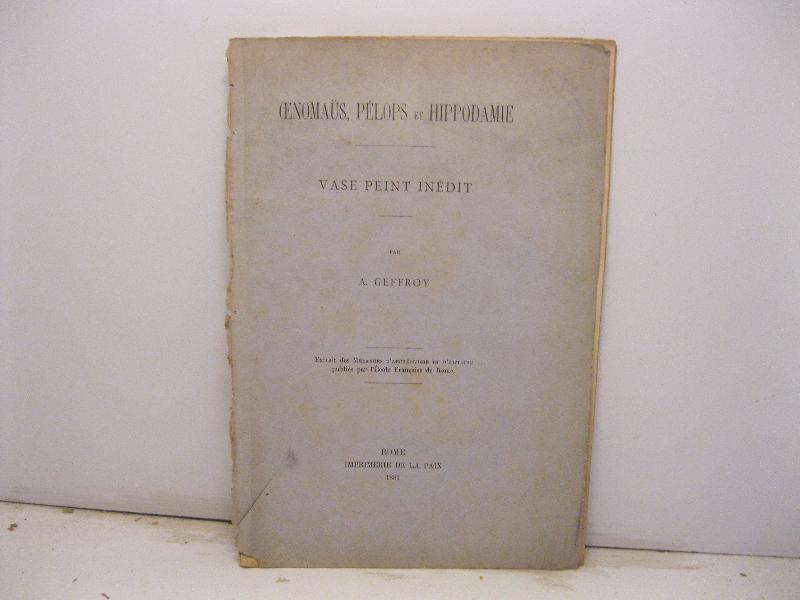 ŒNOMAÜS, PÉLOPS ET HIPPODAMIE
VASE PEINT INÉDIT
PAR
A. GEFFROY
Extrait des MÉLANGES D'ARCHÉOLOGIE ET D'HISTOIRE
publiés par l'École Française de Rome.
ROME
IMPRIMERIE DE LA PAIX
1881